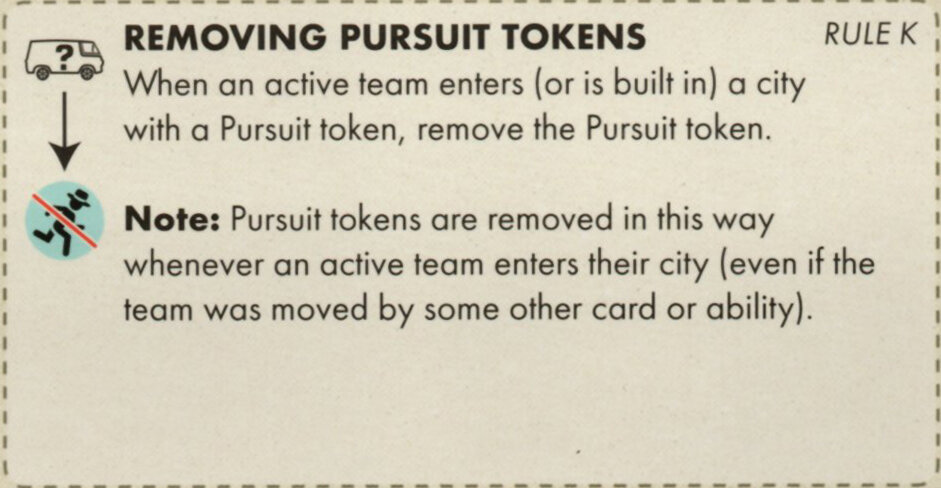 REMOVING PURSUIT TOKENS RULE K
?
When an active team enters (or is built in) a city
with a Pursuit token, remove the Pursuit token.
Note: Pursuit tokens are removed in this way
whenever an active team enters their city (even if the
team was moved by some other card or ability).